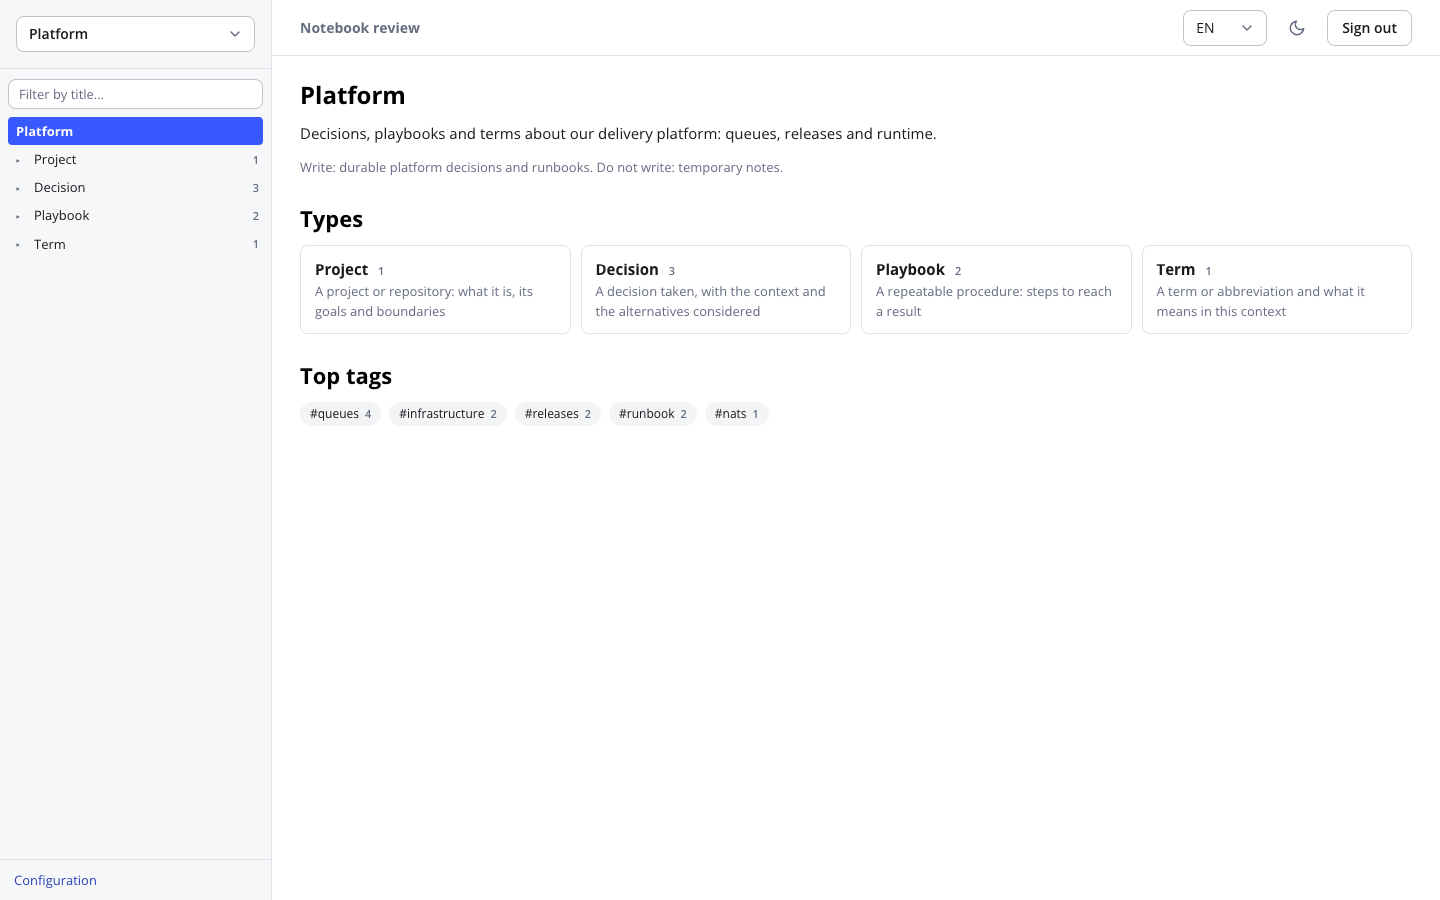 Platform
Filter by title...
Platform
Project 1
Decision 3
Playbook 2
Term 1
Configuration
Notebook review
EN
Sign out
Platform
Decisions, playbooks and terms about our delivery platform: queues, releases and runtime.
Write: durable platform decisions and runbooks. Do not write: temporary notes.
Types
Project 1
A project or repository: what it is, its
goals and boundaries
Decision 3
A decision taken, with the context and
the alternatives considered
Playbook 2
A repeatable procedure: steps to reach
a result
Term 1
A term or abbreviation and what it
means in this context
Top tags
#queues 4 #infrastructure 2 #releases 2 #runbook 2 #nats 1